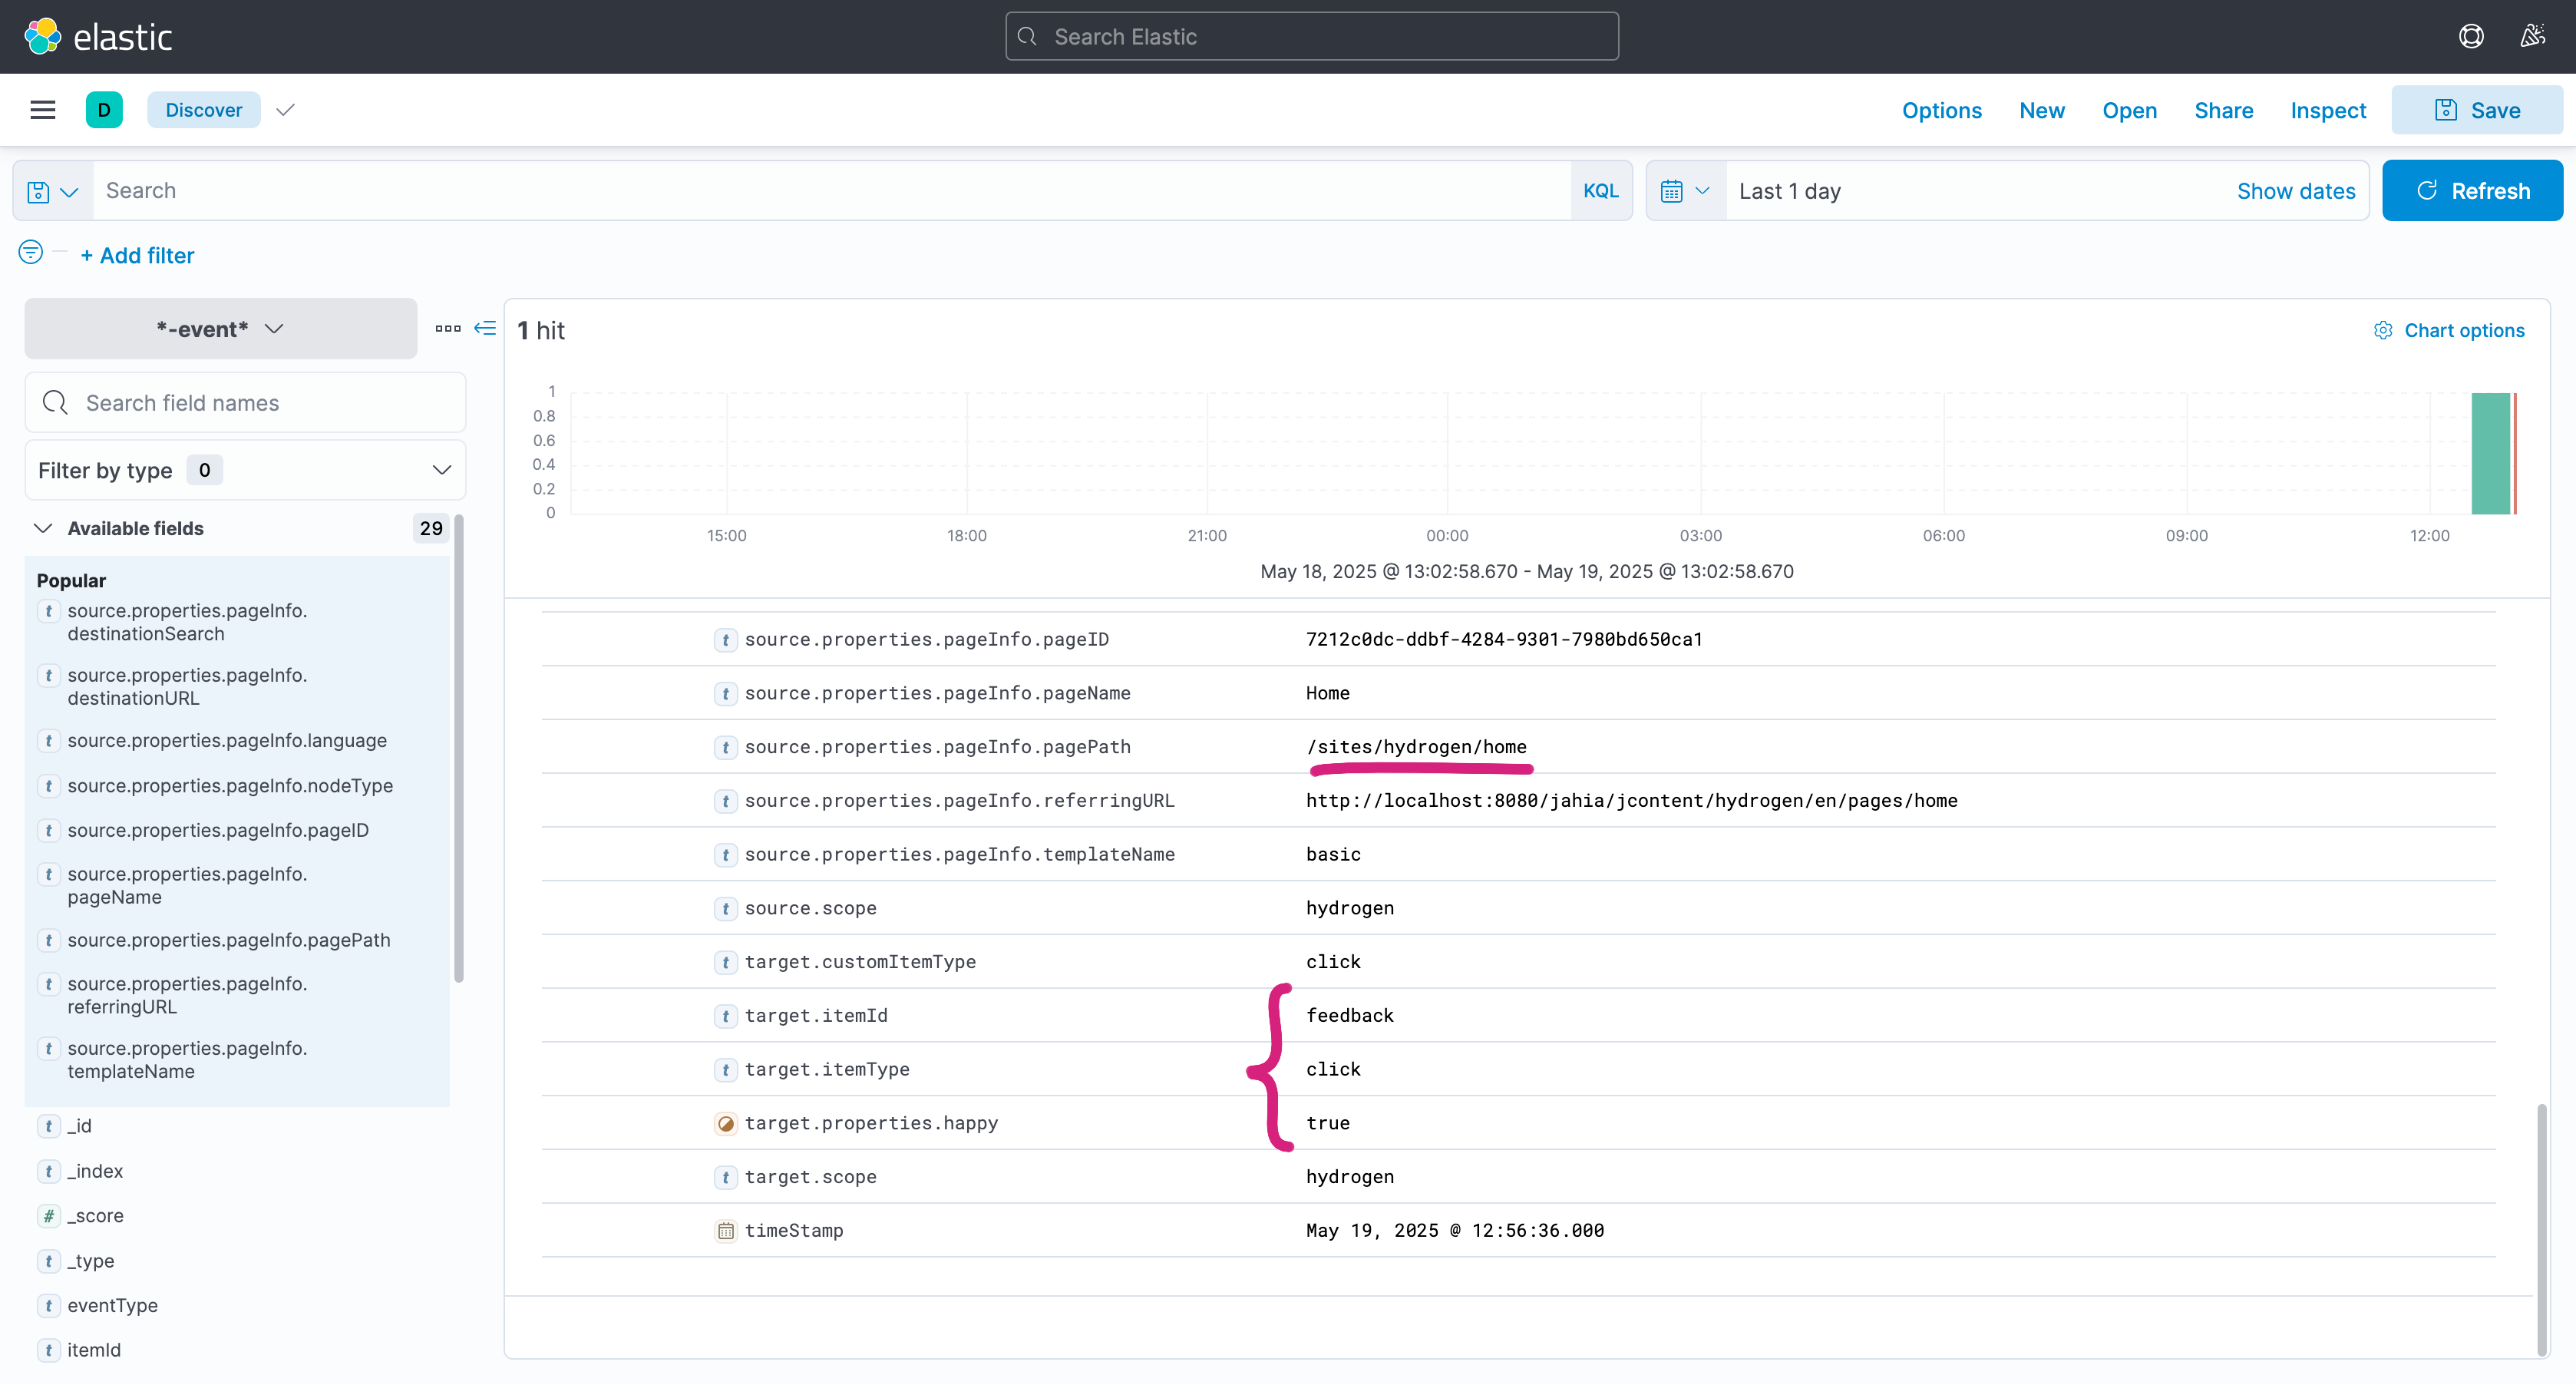 elastic
Search Elastic
D
Discover
Options
New
Open
Share
Inspect
Save
Search
KQL
Last 1 day
Show dates
Refresh
+ Add filter
*-event*
Search field names
Filter by type 0
Available fields 29
Popular
t source.properties.pageInfo.
destinationSearch
t source.properties.pageInfo.
destinationURL
t source.properties.pageInfo.language
t source.properties.pageInfo.nodeType
t source.properties.pageInfo.pageID
t source.properties.pageInfo.
pageName
t source.properties.pageInfo.pagePath
t source.properties.pageInfo.
referringURL
t source.properties.pageInfo.
templateName
t _id
t _index
# _score
t _type
t eventType
t itemId
1 hit
Chart options
1
0.8
0.6
0.4
0.2
0
15:00
18:00
21:00
00:00
03:00
06:00
09:00
12:00
May 18, 2025 @ 13:02:58.670 - May 19, 2025 @ 13:02:58.670
t source.properties.pageInfo.pageID 7212c0dc-ddbf-4284-9301-7980bd650ca1
t source.properties.pageInfo.pageName Home
t source.properties.pageInfo.pagePath /sites/hydrogen/home
t source.properties.pageInfo.referringURL http://localhost:8080/jahia/jcontent/hydrogen/en/pages/home
t source.properties.pageInfo.templateName basic
t source.scope hydrogen
t target.customItemType click
t target.itemId feedback
t target.itemType click
target.properties.happy true
t target.scope hydrogen
timeStamp May 19, 2025 @ 12:56:36.000